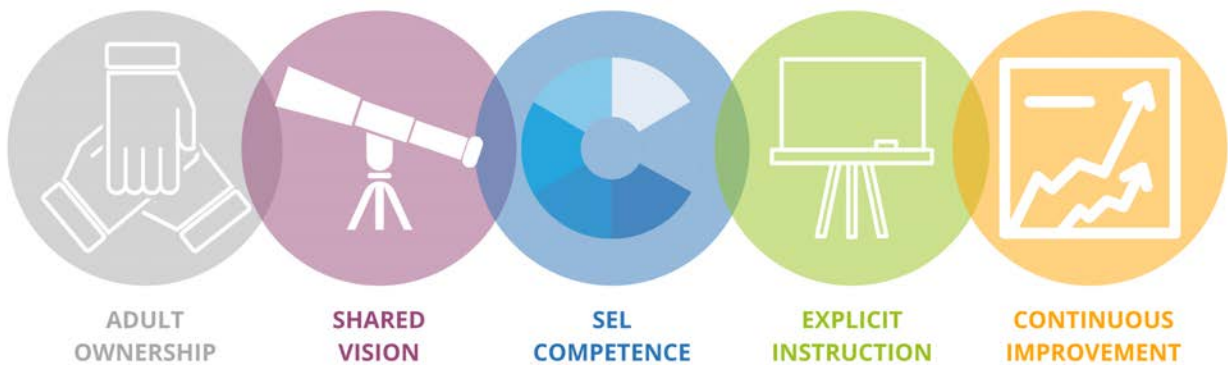 ADULT
OWNERSHIP
SHARED
VISION
SEL
COMPETENCE
EXPLICIT
INSTRUCTION
CONTINUOUS
IMPROVEMENT